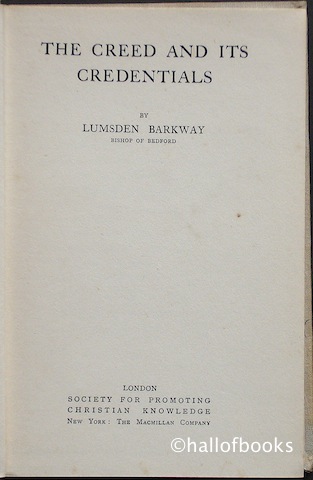 THE CREED AND ITS
CREDENTIALS
BY
LUMSDEN BARKWAY
BISHOP OF BEDFORD
LONDON
SOCIETY FOR PROMOTING
CHRISTIAN KNOWLEDGE
NEW YORK: THE MACMILLAN COMPANY
©hallofbooks